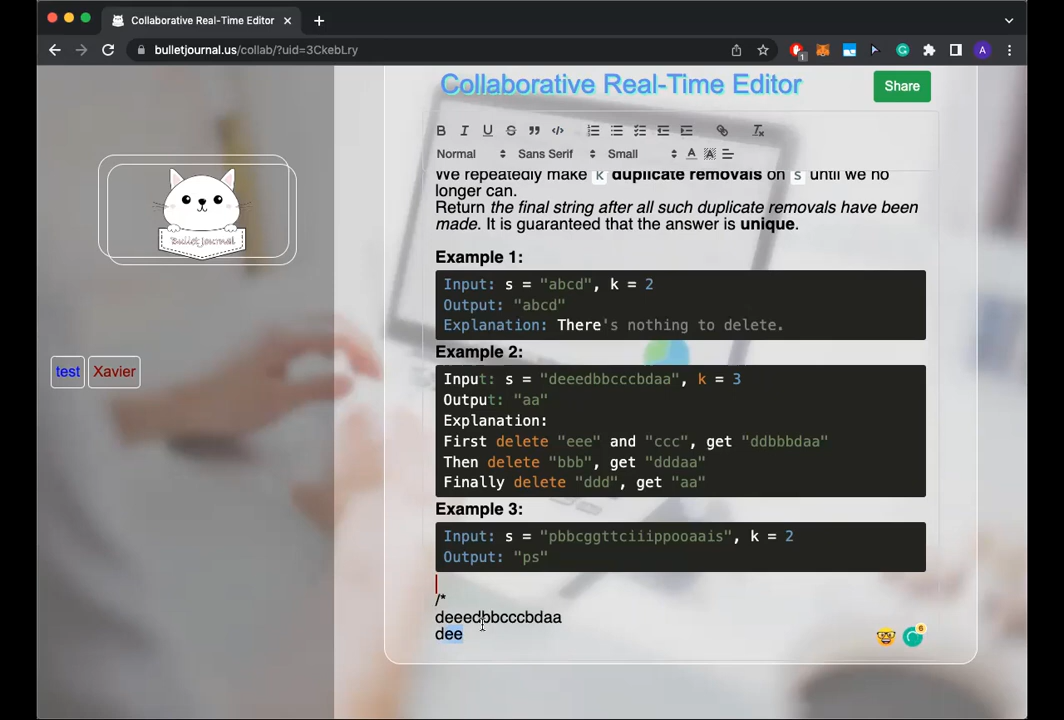 Collaborative Real-Time Editor
bulletjournal.us/collab/?uid=3CkebLry
Collaborative Real-Time Editor
Share
Normal Sans Serif Small
We repeatedly make k duplicate removals on s until we no
longer can.
Return the final string after all such duplicate removals have been
made. It is guaranteed that the answer is unique.
Example 1:
Input: s = "abcd", k = 2
Output: "abcd"
Explanation: There's nothing to delete.
Example 2:
Input: s = "deeedbbcccbdaa", k = 3
Output: "aa"
Explanation:
First delete "eee" and "ccc", get "ddbbbdaa"
Then delete "bbb", get "dddaa"
Finally delete "ddd", get "aa"
Example 3:
Input: s = "pbbcggttciiippooaais", k = 2
Output: "ps"
/*
deeedbbcccbdaa
dee
Bullet Journal
test Xavier